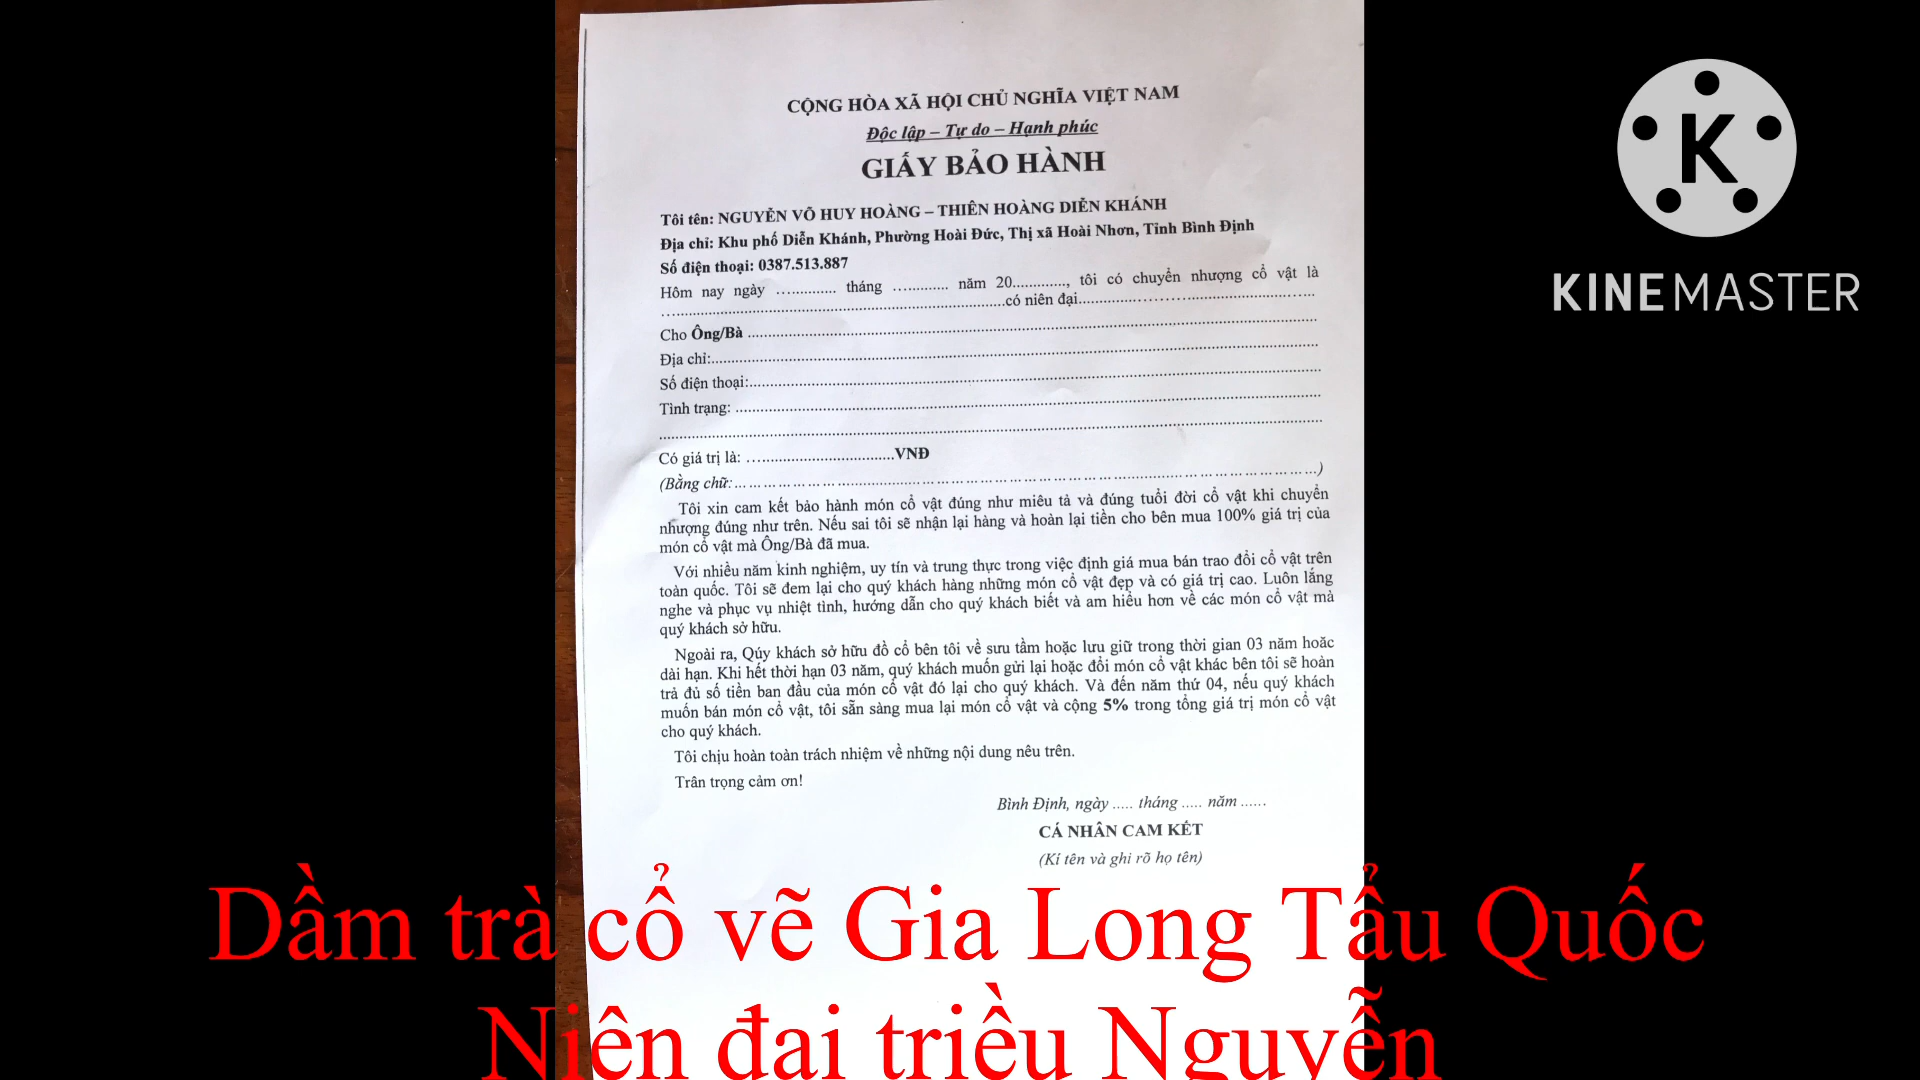 CỘNG HÒA XÃ HỘI CHỦ NGHĨA VIỆT NAM
Độc lập – Tự do – Hạnh phúc
GIẤY BẢO HÀNH
Tôi tên: NGUYỄN VÕ HUY HOÀNG – THIÊN HOÀNG DIỄN KHÁNH
Địa chỉ: Khu phố Diễn Khánh, Phường Hoài Đức, Thị xã Hoài Nhơn, Tỉnh Bình Định
Số điện thoại: 0387.513.887
Hôm nay ngày .............. tháng .............. năm 20............., tôi có chuyển nhượng cổ vật là
..................................................................................có niên đại..........................................................
Cho Ông/Bà ..........................................................................................................................................
Địa chỉ:...................................................................................................................................................
Số điện thoại:..........................................................................................................................................
Tình trạng: .............................................................................................................................................
..................................................................................................................................................................
Có giá trị là: ....................................VNĐ
(Bằng chữ:..............................................................................................................................................)
Tôi xin cam kết bảo hành món cổ vật đúng như miêu tả và đúng tuổi đời cổ vật khi chuyển
nhượng đúng như trên. Nếu sai tôi sẽ nhận lại hàng và hoàn lại tiền cho bên mua 100% giá trị của
món cổ vật mà Ông/Bà đã mua.
Với nhiều năm kinh nghiệm, uy tín và trung thực trong việc định giá mua bán trao đổi cổ vật trên
toàn quốc. Tôi sẽ đem lại cho quý khách hàng những món cổ vật đẹp và có giá trị cao. Luôn lắng
nghe và phục vụ nhiệt tình, hướng dẫn cho quý khách biết và am hiểu hơn về các món cổ vật mà
quý khách sở hữu.
Ngoài ra, Qúy khách sở hữu đồ cổ bên tôi về sưu tầm hoặc lưu giữ trong thời gian 03 năm hoăc
dài hạn. Khi hết thời hạn 03 năm, quý khách muốn gửi lại hoặc đổi món cổ vật khác bên tôi sẽ hoàn
trả đủ số tiền ban đầu của món cổ vật đó lại cho quý khách. Và đến năm thứ 04, nếu quý khách
muốn bán món cổ vật, tôi sẵn sàng mua lại món cổ vật và cộng 5% trong tổng giá trị món cổ vật
cho quý khách.
Tôi chịu hoàn toàn trách nhiệm về những nội dung nêu trên.
Trân trọng cảm ơn!
Bình Định, ngày ..... tháng ..... năm ......
CÁ NHÂN CAM KẾT
(Kí tên và ghi rõ họ tên)
Dầm trà cổ vẽ Gia Long Tẩu Quốc
Niên đại triều Nguyễn
K
KINEMASTER